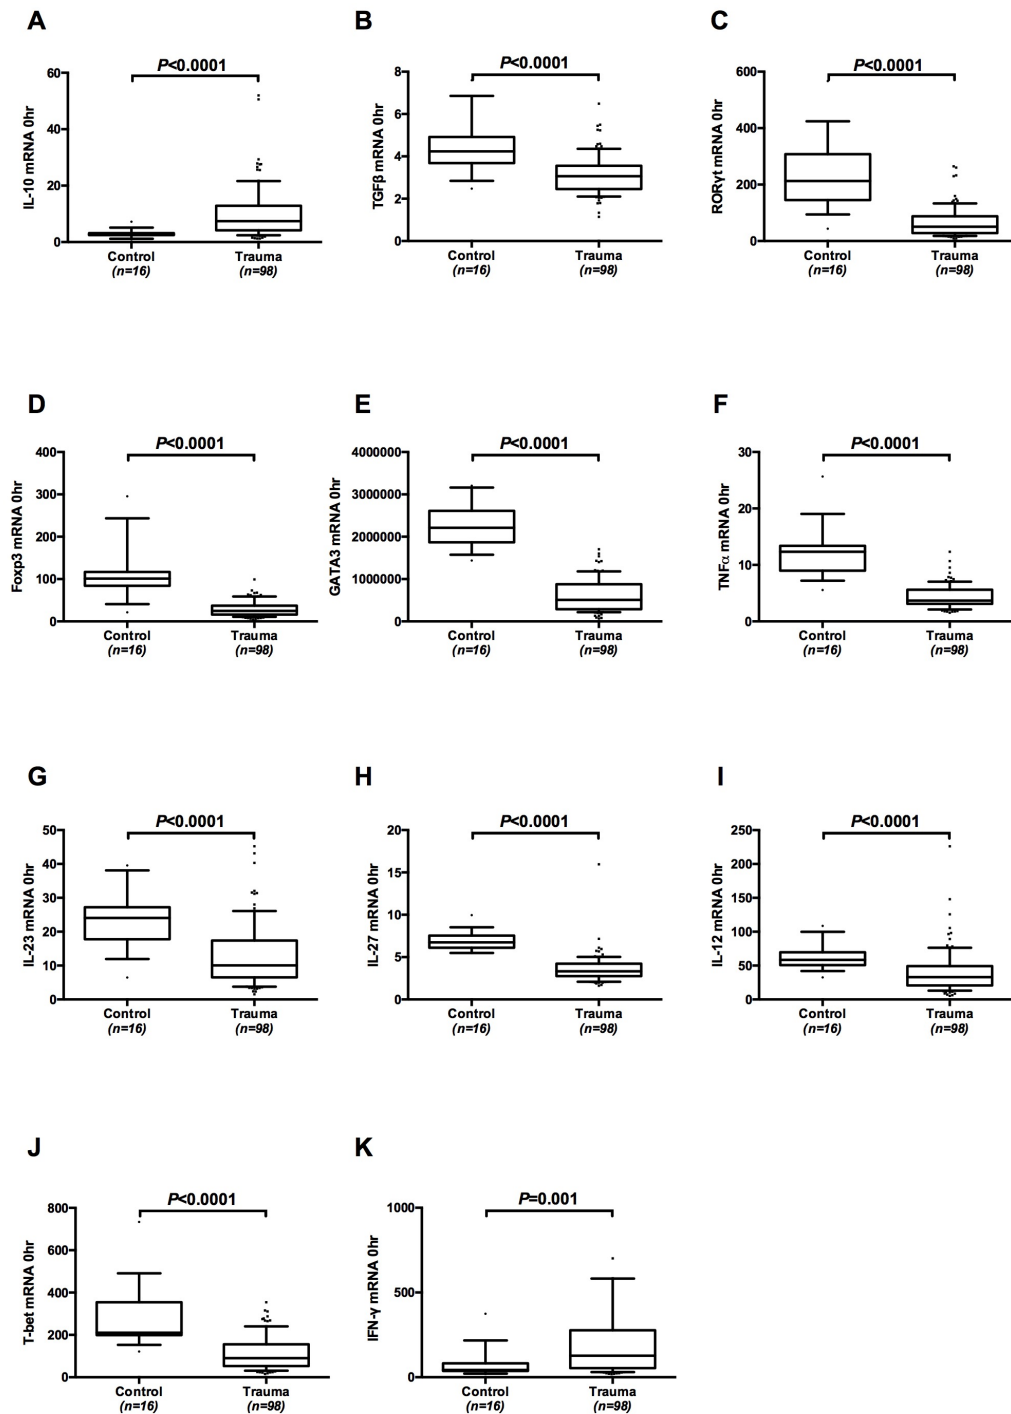 A
B
C
P<0.0001
P<0.0001
P<0.0001
IL-10 mRNA 0hr
60
40
20
0
TGFβ mRNA 0hr
8
6
4
2
0
RORγt mRNA 0hr
600
400
200
0
Control
(n=16)
Trauma
(n=98)
Control
(n=16)
Trauma
(n=98)
Control
(n=16)
Trauma
(n=98)
D
E
F
P<0.0001
P<0.0001
P<0.0001
Foxp3 mRNA 0hr
400
300
200
100
0
GATA3 mRNA 0hr
4000000
3000000
2000000
1000000
0
TNFα mRNA 0hr
30
20
10
0
Control
(n=16)
Trauma
(n=98)
Control
(n=16)
Trauma
(n=98)
Control
(n=16)
Trauma
(n=98)
G
H
I
P<0.0001
P<0.0001
P<0.0001
IL-23 mRNA 0hr
50
40
30
20
10
0
IL-27 mRNA 0hr
20
15
10
5
0
IL-12 mRNA 0hr
250
200
150
100
50
0
Control
(n=16)
Trauma
(n=98)
Control
(n=16)
Trauma
(n=98)
Control
(n=16)
Trauma
(n=98)
J
K
P<0.0001
P=0.001
T-bet mRNA 0hr
800
600
400
200
0
IFN-γ mRNA 0hr
1000
500
0
Control
(n=16)
Trauma
(n=98)
Control
(n=16)
Trauma
(n=98)